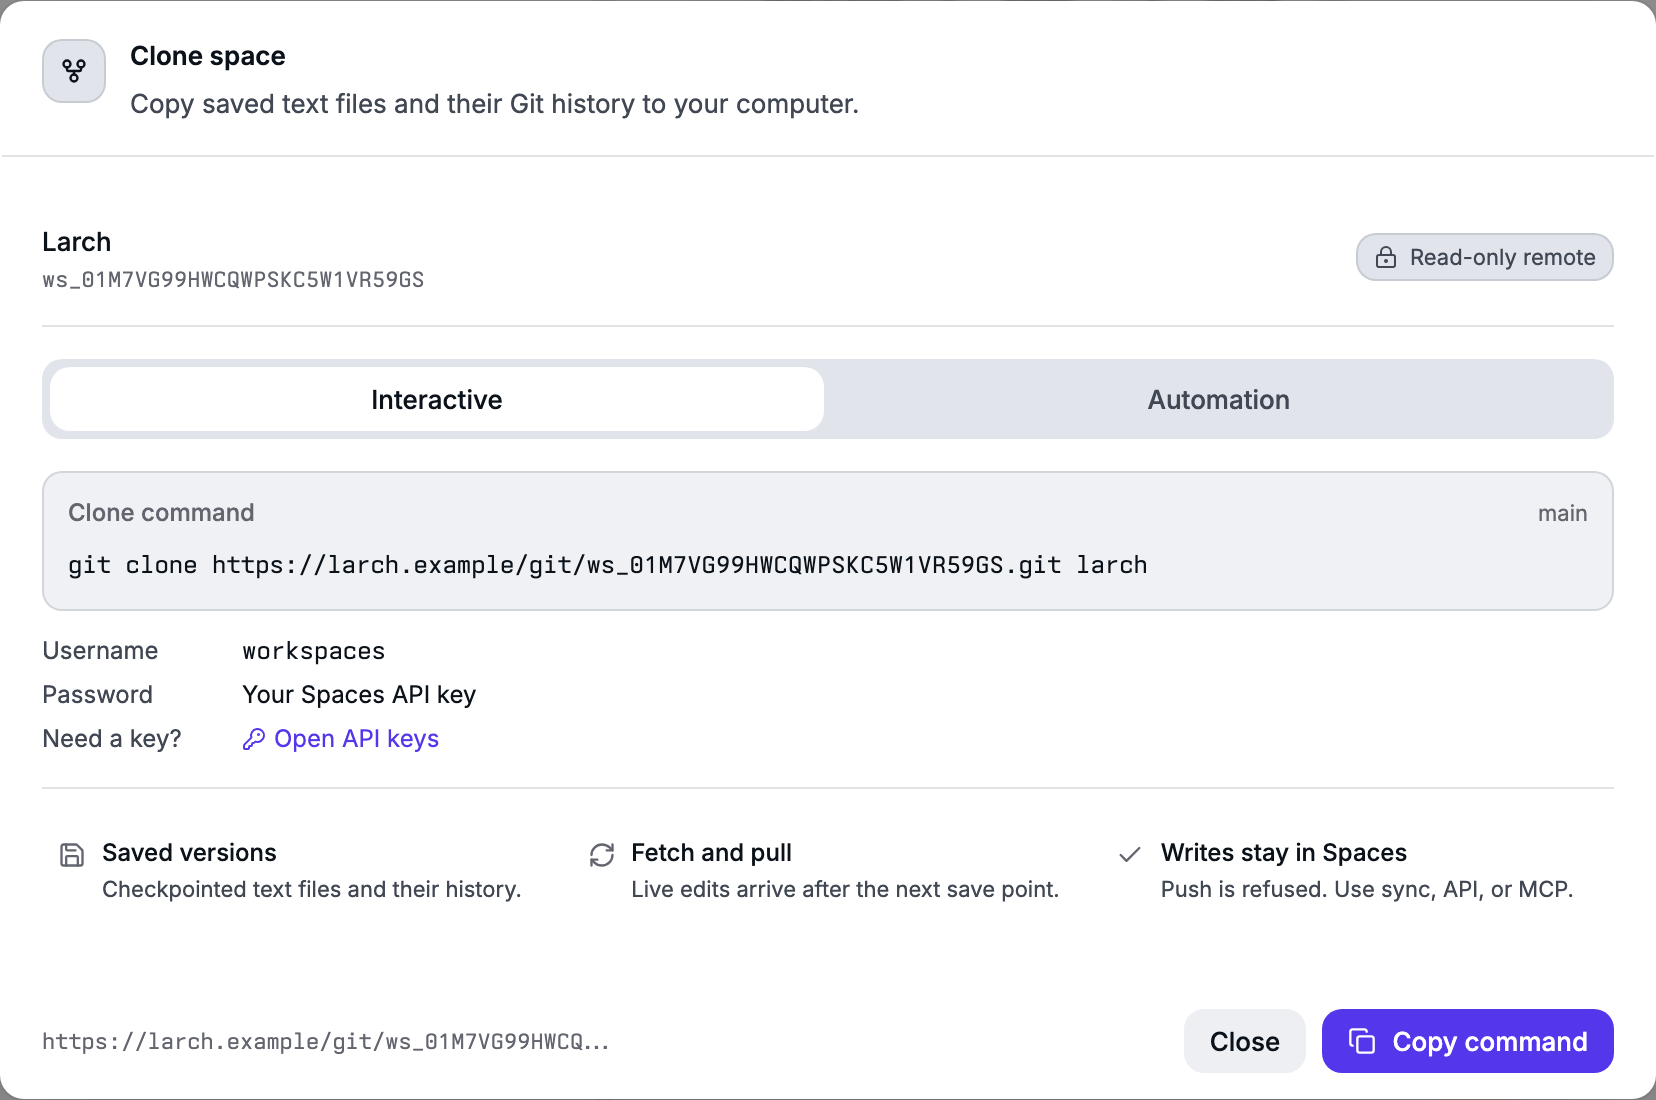 Clone space
Copy saved text files and their Git history to your computer.
Larch
ws_01M7VG99HWCQWPSKC5W1VR59GS
Read-only remote
Interactive
Automation
Clone command
main
git clone https://larch.example/git/ws_01M7VG99HWCQWPSKC5W1VR59GS.git larch
Username
workspaces
Password
Your Spaces API key
Need a key?
Open API keys
Saved versions
Checkpointed text files and their history.
Fetch and pull
Live edits arrive after the next save point.
Writes stay in Spaces
Push is refused. Use sync, API, or MCP.
https://larch.example/git/ws_01M7VG99HWCQ...
Close
Copy command